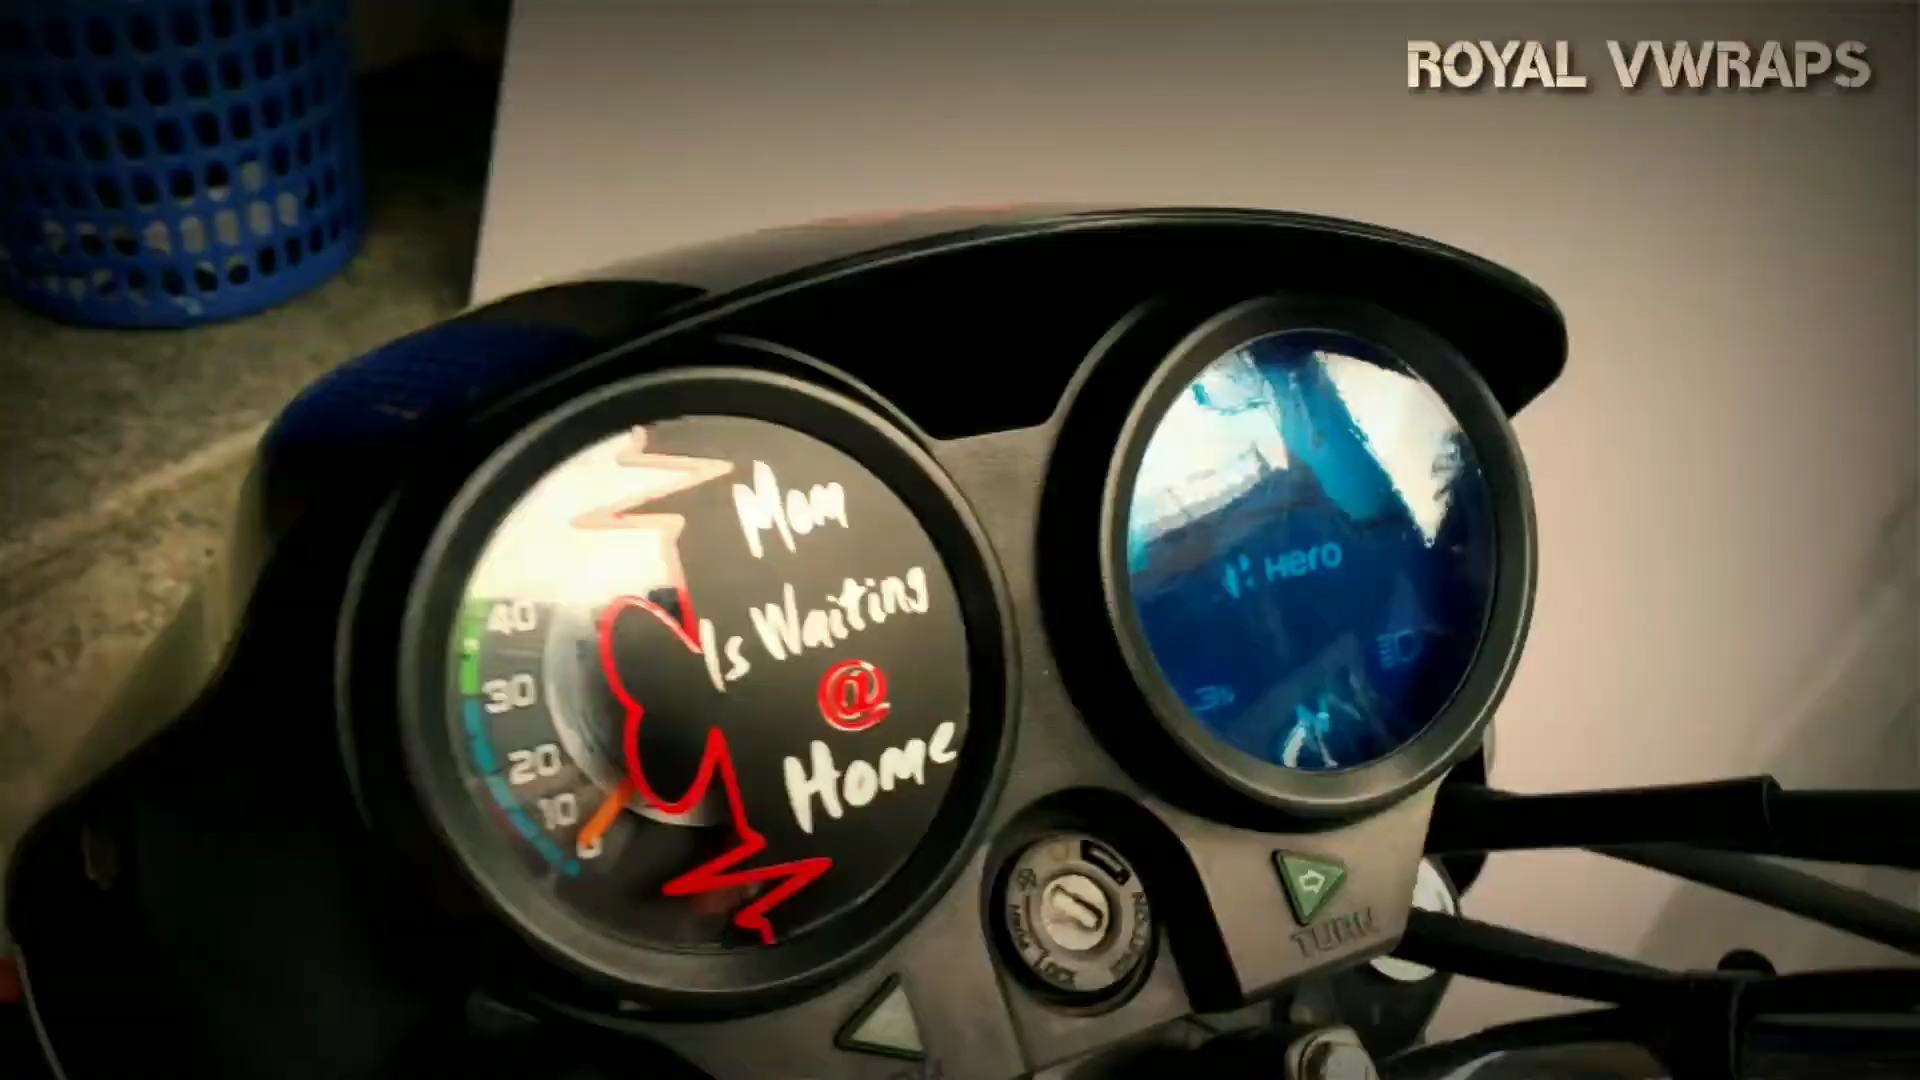 ROYAL VWRAPS
Mom
Is Waiting
@
Home
40
30
20
10
0
Hero
TURN
LOCK